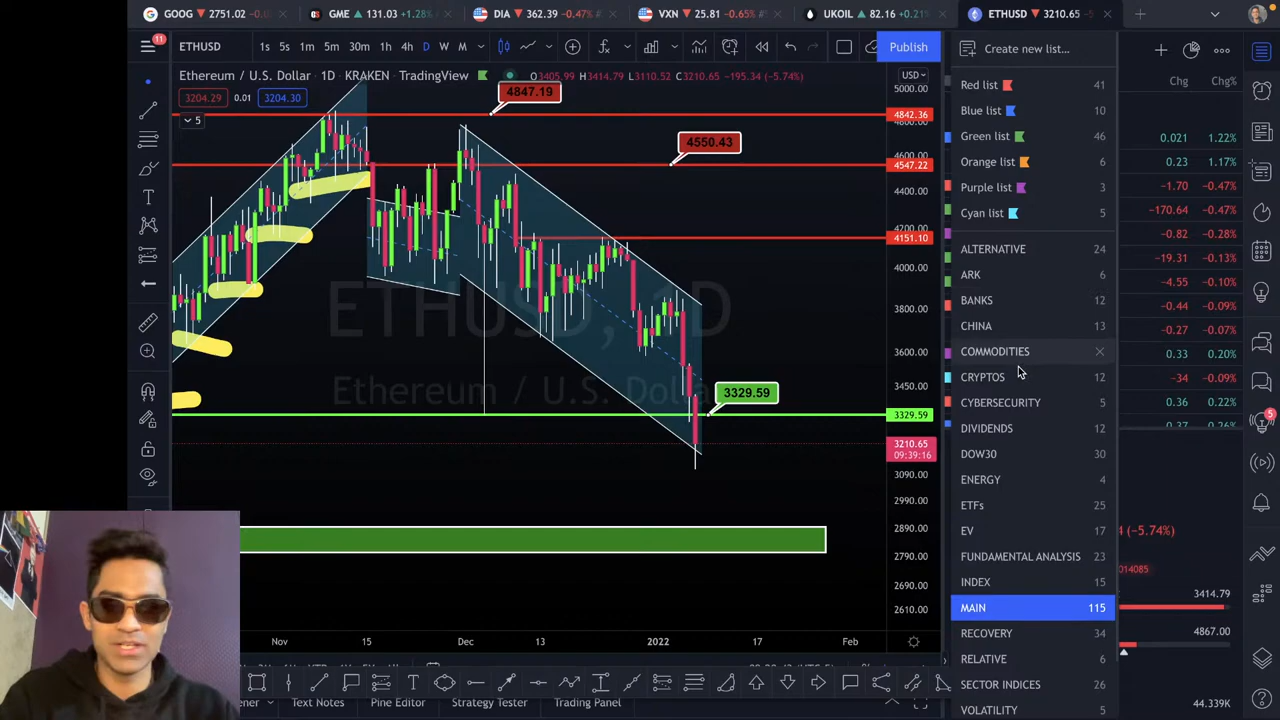 GOOG 2751.02
GME 131.03 +1.28%
DIA 362.39 −0.47%
VXN 25.81 −0.65%
UKOIL 82.16 +0.21%
ETHUSD 3210.65
11
ETHUSD 1s 5s 1m 5m 30m 1h 4h D W M Publish
Create new list...
Ethereum / U.S. Dollar 1D KRAKEN TradingView O3405.99 H3414.79 L3110.52 C3210.65 −195.34 (−5.74%)
USD
Chg Chg%
3204.29 0.01 3204.30
5
Red list 41
Blue list 10
Green list 46
Orange list 6
Purple list 3
Cyan list 5
ALTERNATIVE 24
ARK 6
BANKS 12
CHINA 13
COMMODITIES
CRYPTOS 12
CYBERSECURITY 5
DIVIDENDS 12
DOW30 30
ENERGY 4
ETFs 25
EV 17
FUNDAMENTAL ANALYSIS 23
INDEX 15
MAIN 115
RECOVERY 34
RELATIVE 6
SECTOR INDICES 26
VOLATILITY 5
0.021 1.22%
0.23 1.17%
−1.70 −0.47%
−170.64 −0.47%
−0.82 −0.28%
−19.31 −0.13%
−4.55 −0.10%
−0.44 −0.09%
−0.27 −0.07%
0.33 0.20%
−34 −0.09%
0.36 0.22%
0.37 0.26%
5
(−5.74%)
014085
3414.79
4867.00
44.339K
4847.19
4550.43
3329.59
ETHUSD, 1D
Ethereum / U.S. Dollar
5000.00
4842.36
4800.00
4600.00
4547.22
4400.00
4200.00
4151.10
4000.00
3800.00
3600.00
3450.00
3329.59
3210.65
09:39:16
3090.00
2990.00
2890.00
2790.00
2690.00
2610.00
Nov 15 Dec 13 2022 17 Feb
Text Notes Pine Editor Strategy Tester Trading Panel